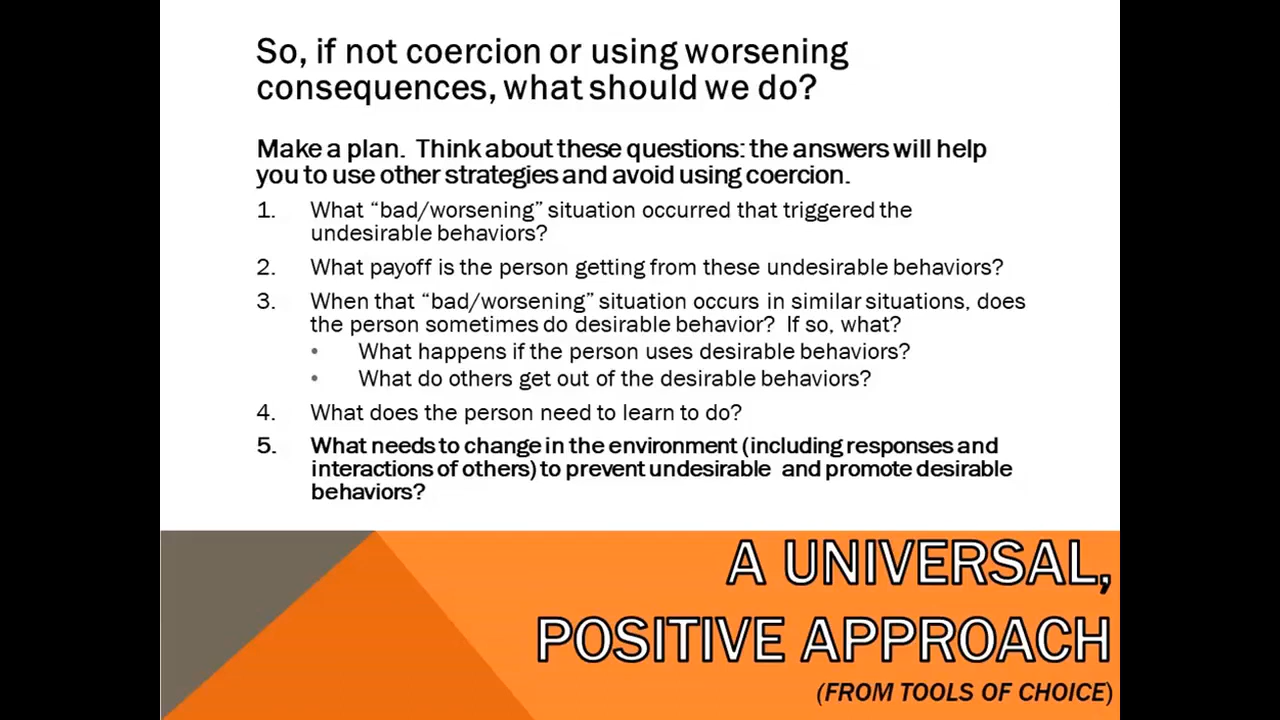 So, if not coercion or using worsening
consequences, what should we do?
Make a plan.  Think about these questions: the answers will help
you to use other strategies and avoid using coercion.
1. What “bad/worsening” situation occurred that triggered the
undesirable behaviors?
2. What payoff is the person getting from these undesirable behaviors?
3. When that “bad/worsening” situation occurs in similar situations, does
the person sometimes do desirable behavior?  If so, what?
• What happens if the person uses desirable behaviors?
• What do others get out of the desirable behaviors?
4. What does the person need to learn to do?
5. What needs to change in the environment (including responses and
interactions of others) to prevent undesirable  and promote desirable
behaviors?
A UNIVERSAL,
POSITIVE APPROACH
(FROM TOOLS OF CHOICE)